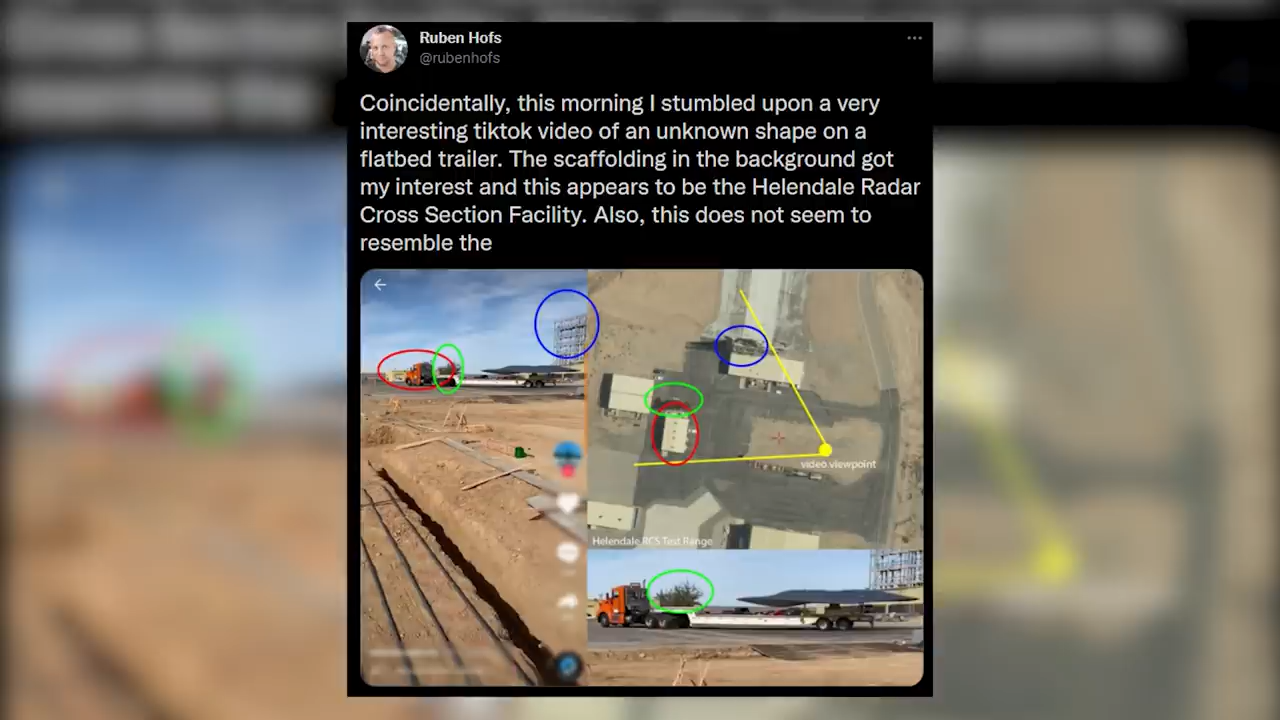 Ruben Hofs
@rubenhofs
Coincidentally, this morning I stumbled upon a very
interesting tiktok video of an unknown shape on a
flatbed trailer. The scaffolding in the background got
my interest and this appears to be the Helendale Radar
Cross Section Facility. Also, this does not seem to
resemble the
video viewpoint
Helendale RCS Test Range